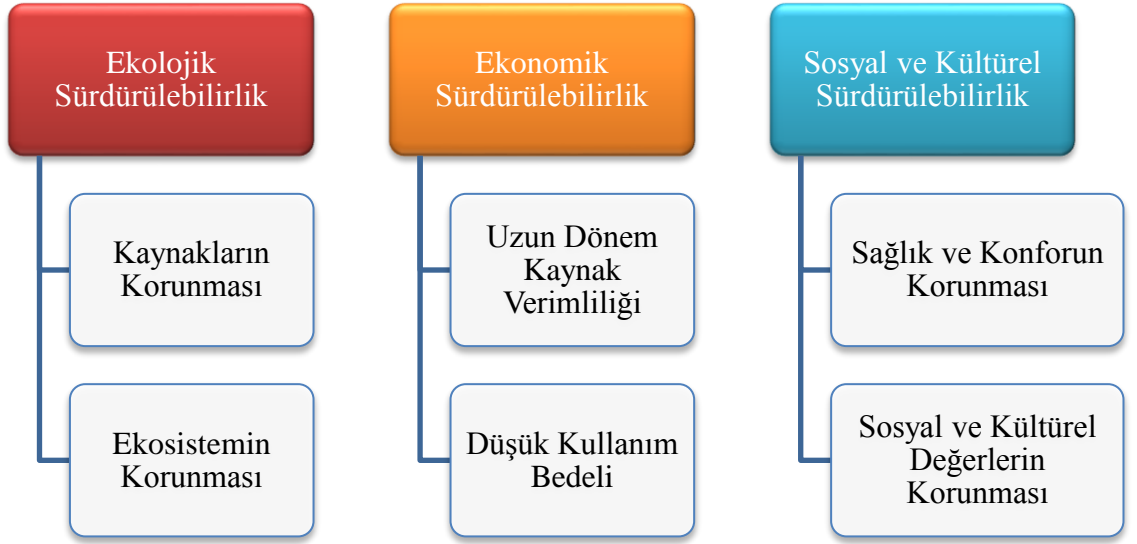 Ekolojik
Sürdürülebilirlik
Kaynakların
Korunması
Ekosistemin
Korunması
Ekonomik
Sürdürülebilirlik
Uzun Dönem
Kaynak
Verimliliği
Düşük Kullanım
Bedeli
Sosyal ve Kültürel
Sürdürülebilirlik
Sağlık ve Konforun
Korunması
Sosyal ve Kültürel
Değerlerin
Korunması